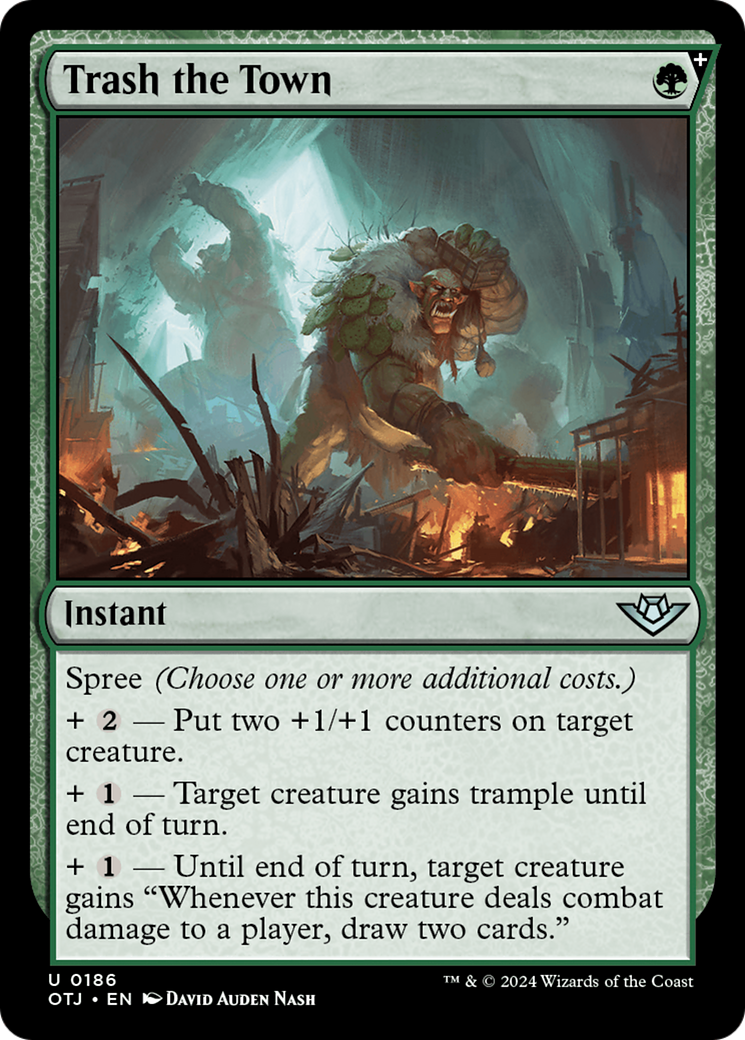 Trash the Town
Instant
Spree (Choose one or more additional costs.)
+ 2 — Put two +1/+1 counters on target
creature.
+ 1 — Target creature gains trample until
end of turn.
+ 1 — Until end of turn, target creature
gains “Whenever this creature deals combat
damage to a player, draw two cards.”
U 0186
™ & © 2024 Wizards of the Coast
OTJ • EN David Auden Nash